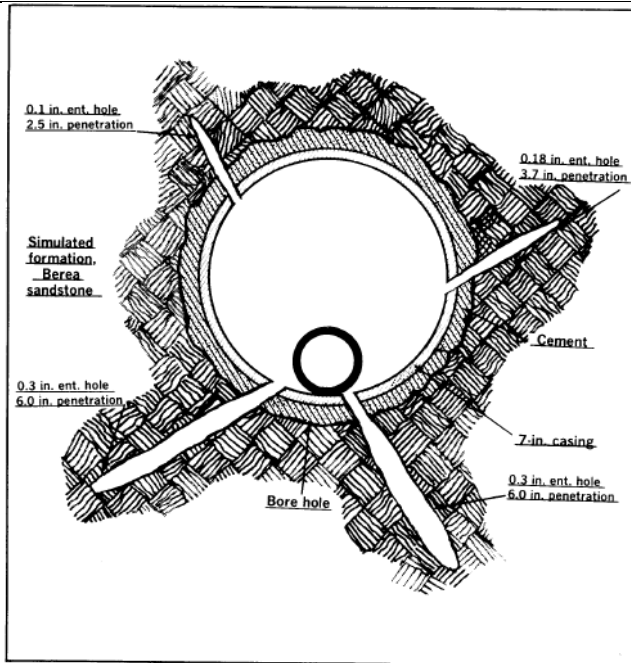 0.1 in. ent. hole
2.5 in. penetration
0.18 in. ent. hole
3.7 in. penetration
Simulated
formation,
Berea
sandstone
Cement
0.3 in. ent. hole
6.0 in. penetration
7-in. casing
Bore hole
0.3 in. ent. hole
6.0 in. penetration